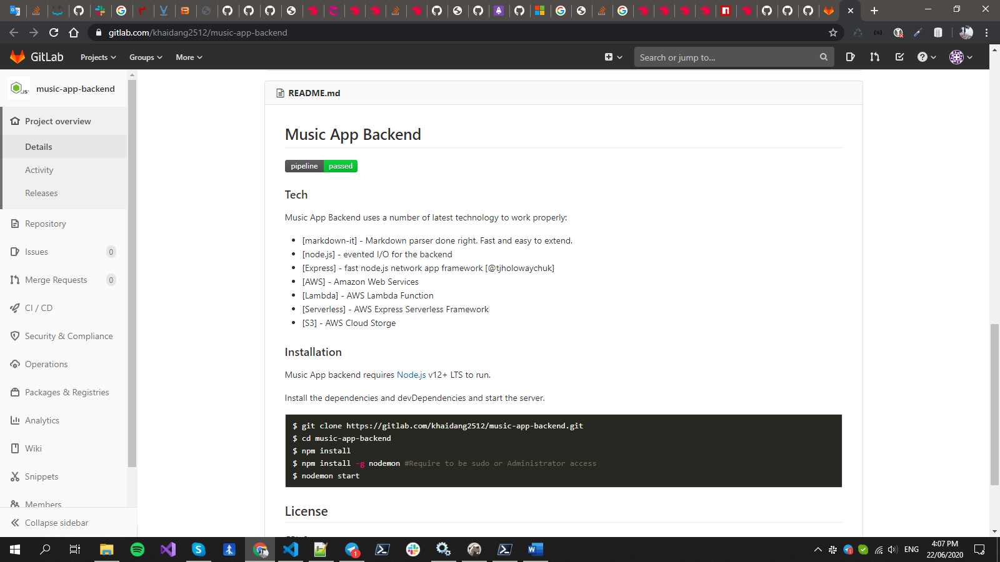 gitlab.com/khaidang2512/music-app-backend
GitLab
Projects
Groups
More
Search or jump to...
music-app-backend
Project overview
Details
Activity
Releases
Repository
Issues 0
Merge Requests 0
CI / CD
Security & Compliance
Operations
Packages & Registries
Analytics
Wiki
Snippets
Members
Collapse sidebar
README.md
Music App Backend
pipeline passed
Tech
Music App Backend uses a number of latest technology to work properly:
[markdown-it] - Markdown parser done right. Fast and easy to extend.
[node.js] - evented I/O for the backend
[Express] - fast node.js network app framework [@tjholowaychuk]
[AWS] - Amazon Web Services
[Lambda] - AWS Lambda Function
[Serverless] - AWS Express Serverless Framework
[S3] - AWS Cloud Storge
Installation
Music App backend requires Node.js v12+ LTS to run.
Install the dependencies and devDependencies and start the server.
$ git clone https://gitlab.com/khaidang2512/music-app-backend.git
$ cd music-app-backend
$ npm install
$ npm install -g nodemon #Require to be sudo or Administrator access
$ nodemon start
License
ENG
4:07 PM
22/06/2020